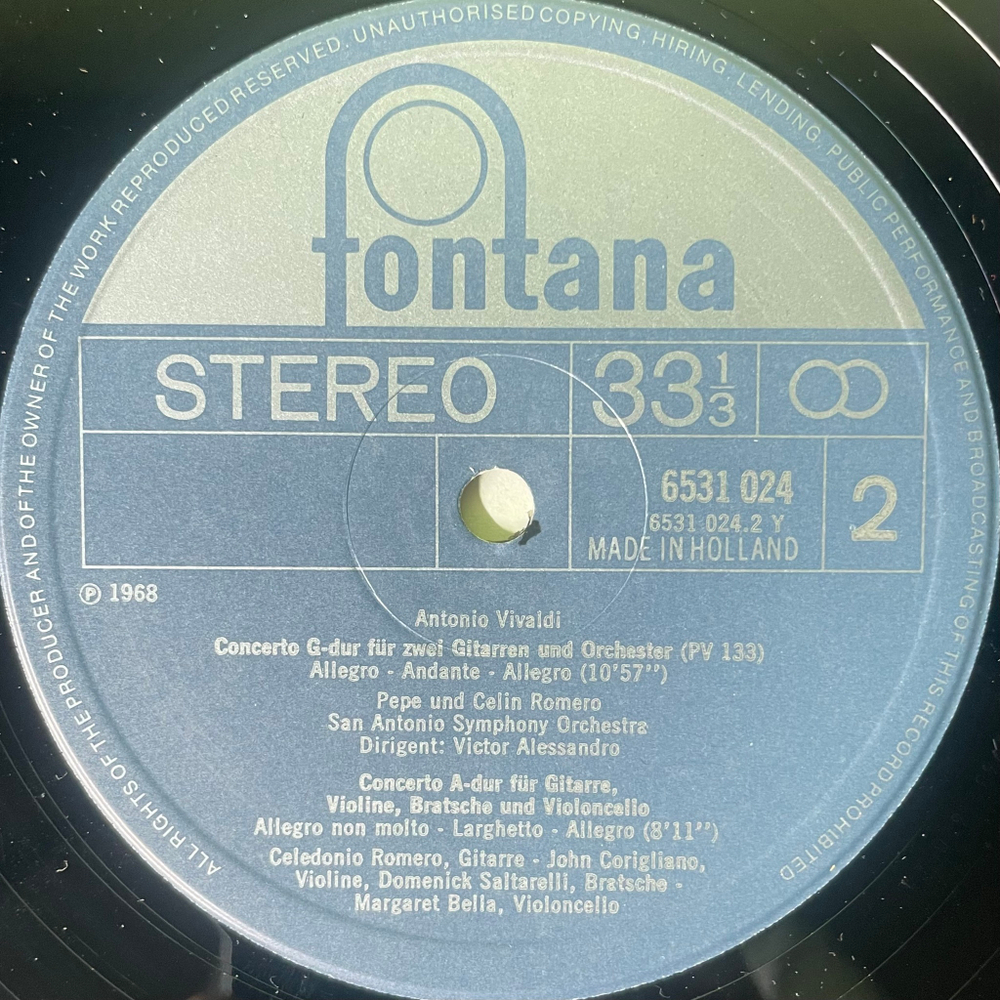 ALL RIGHTS OF THE PRODUCER AND OF THE OWNER OF THE WORK REPRODUCED RESERVED. UNAUTHORISED COPYING, HIRING, LENDING, PUBLIC PERFORMANCE AND BROADCASTING OF THIS RECORD PROHIBITED
fontana
STEREO 33 1/3
6531 024
6531 024.2 Y
MADE IN HOLLAND
2
℗ 1968
Antonio Vivaldi
Concerto G-dur für zwei Gitarren und Orchester (PV 133)
Allegro - Andante - Allegro (10'57'')
Pepe und Celin Romero
San Antonio Symphony Orchestra
Dirigent: Victor Alessandro
Concerto A-dur für Gitarre,
Violine, Bratsche und Violoncello
Allegro non molto - Larghetto - Allegro (8'11'')
Celedonio Romero, Gitarre - John Corigliano,
Violine, Domenick Saltarelli, Bratsche -
Margaret Bella, Violoncello